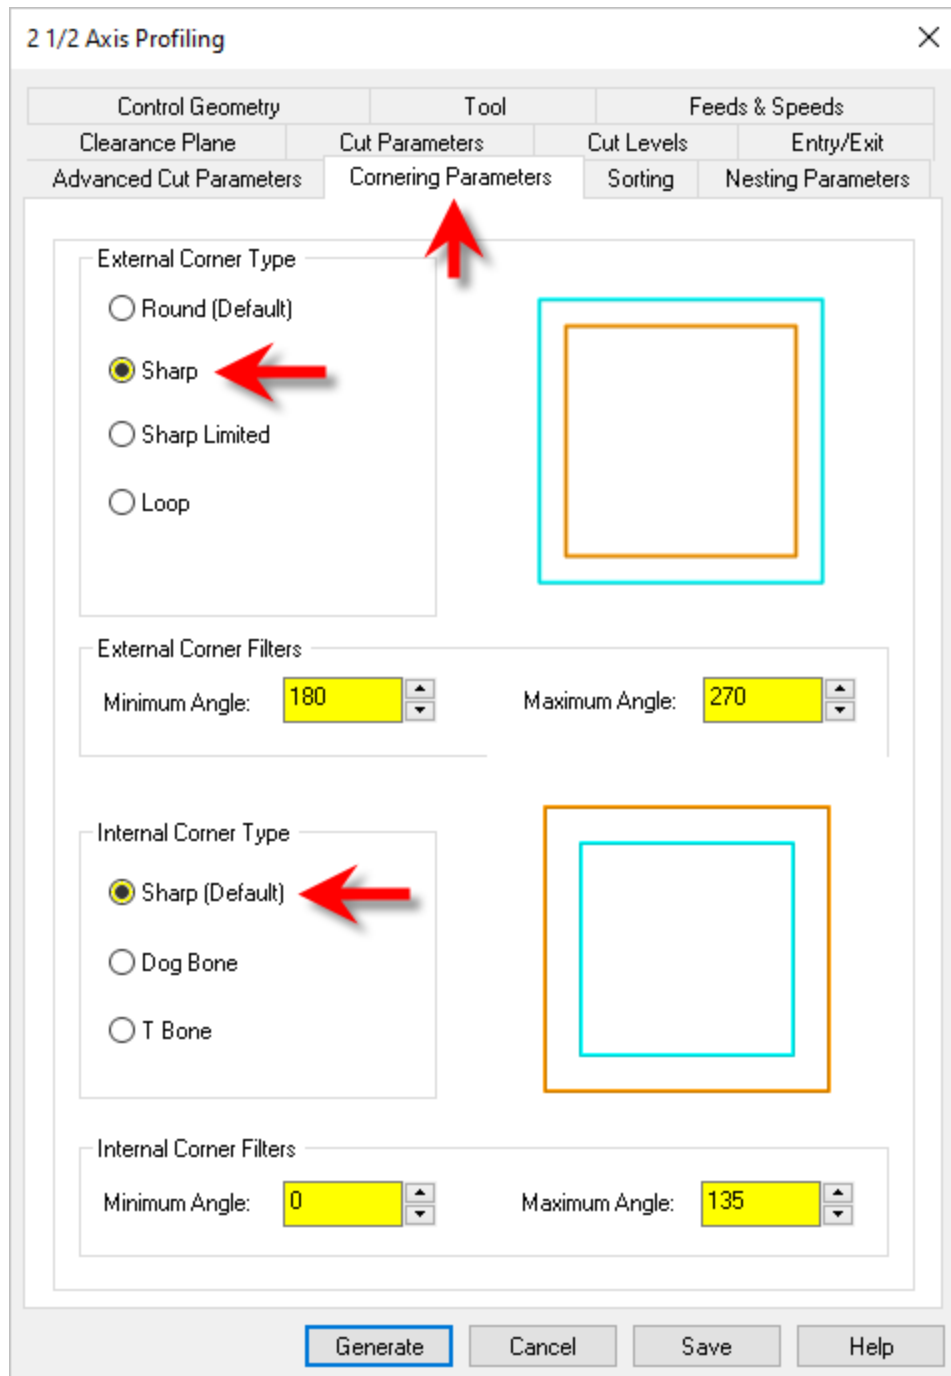 2 1/2 Axis Profiling
Control Geometry Tool Feeds & Speeds
Clearance Plane Cut Parameters Cut Levels Entry/Exit
Advanced Cut Parameters Cornering Parameters Sorting Nesting Parameters
External Corner Type
Round (Default)
Sharp
Sharp Limited
Loop
External Corner Filters
Minimum Angle: 180 Maximum Angle: 270
Internal Corner Type
Sharp (Default)
Dog Bone
T Bone
Internal Corner Filters
Minimum Angle: 0 Maximum Angle: 135
Generate Cancel Save Help